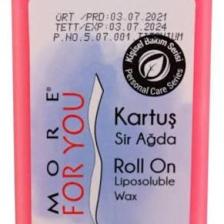 ÜRT /PRD:03.07.2021
TETT/EXP:03.07.2024
P.NO.5.07.001
Kişisel Bakım Serisi
Personal Care Series
MORE®
FOR YOU
Kartuş
Sir Ağda
Roll On
Liposoluble
Wax